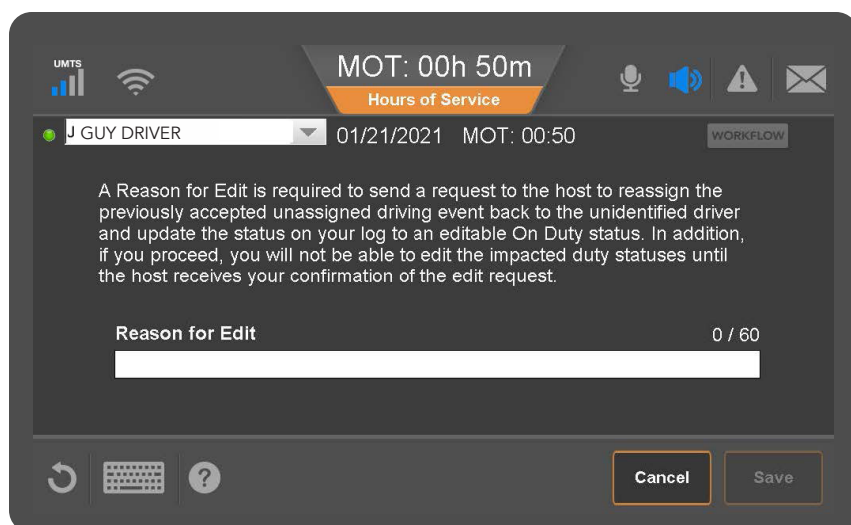 UMTS
MOT: 00h 50m
Hours of Service
J GUY DRIVER
01/21/2021 MOT: 00:50
WORKFLOW
A Reason for Edit is required to send a request to the host to reassign the
previously accepted unassigned driving event back to the unidentified driver
and update the status on your log to an editable On Duty status. In addition,
if you proceed, you will not be able to edit the impacted duty statuses until
the host receives your confirmation of the edit request.
Reason for Edit 0 / 60
?
Cancel Save